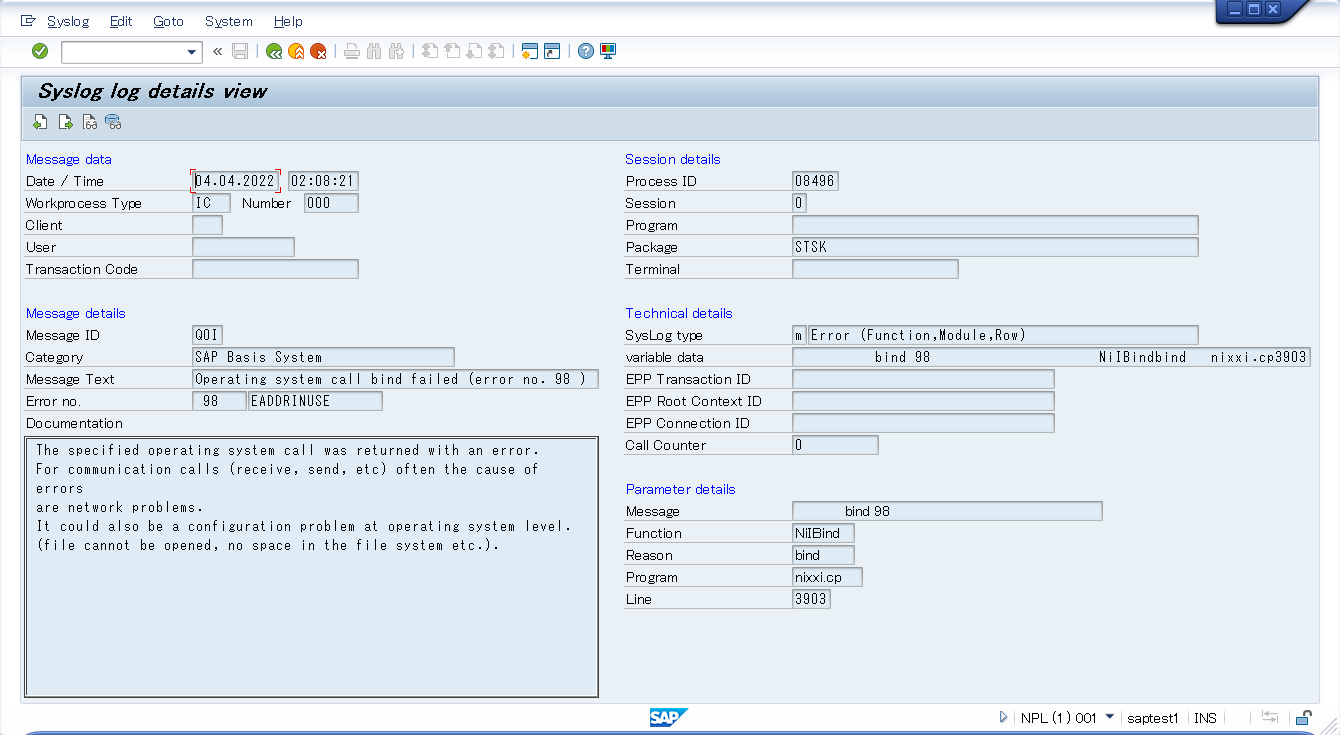 Syslog Edit Goto System Help
Syslog log details view
Message data
Date / Time 04.04.2022 02:08:21
Workprocess Type IC Number 000
Client
User
Transaction Code
Message details
Message ID Q0I
Category SAP Basis System
Message Text Operating system call bind failed (error no. 98 )
Error no. 98 EADDRINUSE
Documentation
The specified operating system call was returned with an error.
For communication calls (receive, send, etc) often the cause of
errors
are network problems.
It could also be a configuration problem at operating system level.
(file cannot be opened, no space in the file system etc.).
Session details
Process ID 08496
Session 0
Program
Package STSK
Terminal
Technical details
SysLog type m Error (Function,Module,Row)
variable data bind 98 NiIBindbind nixxi.cp3903
EPP Transaction ID
EPP Root Context ID
EPP Connection ID
Call Counter 0
Parameter details
Message bind 98
Function NiIBind
Reason bind
Program nixxi.cp
Line 3903
SAP NPL (1) 001 saptest1 INS